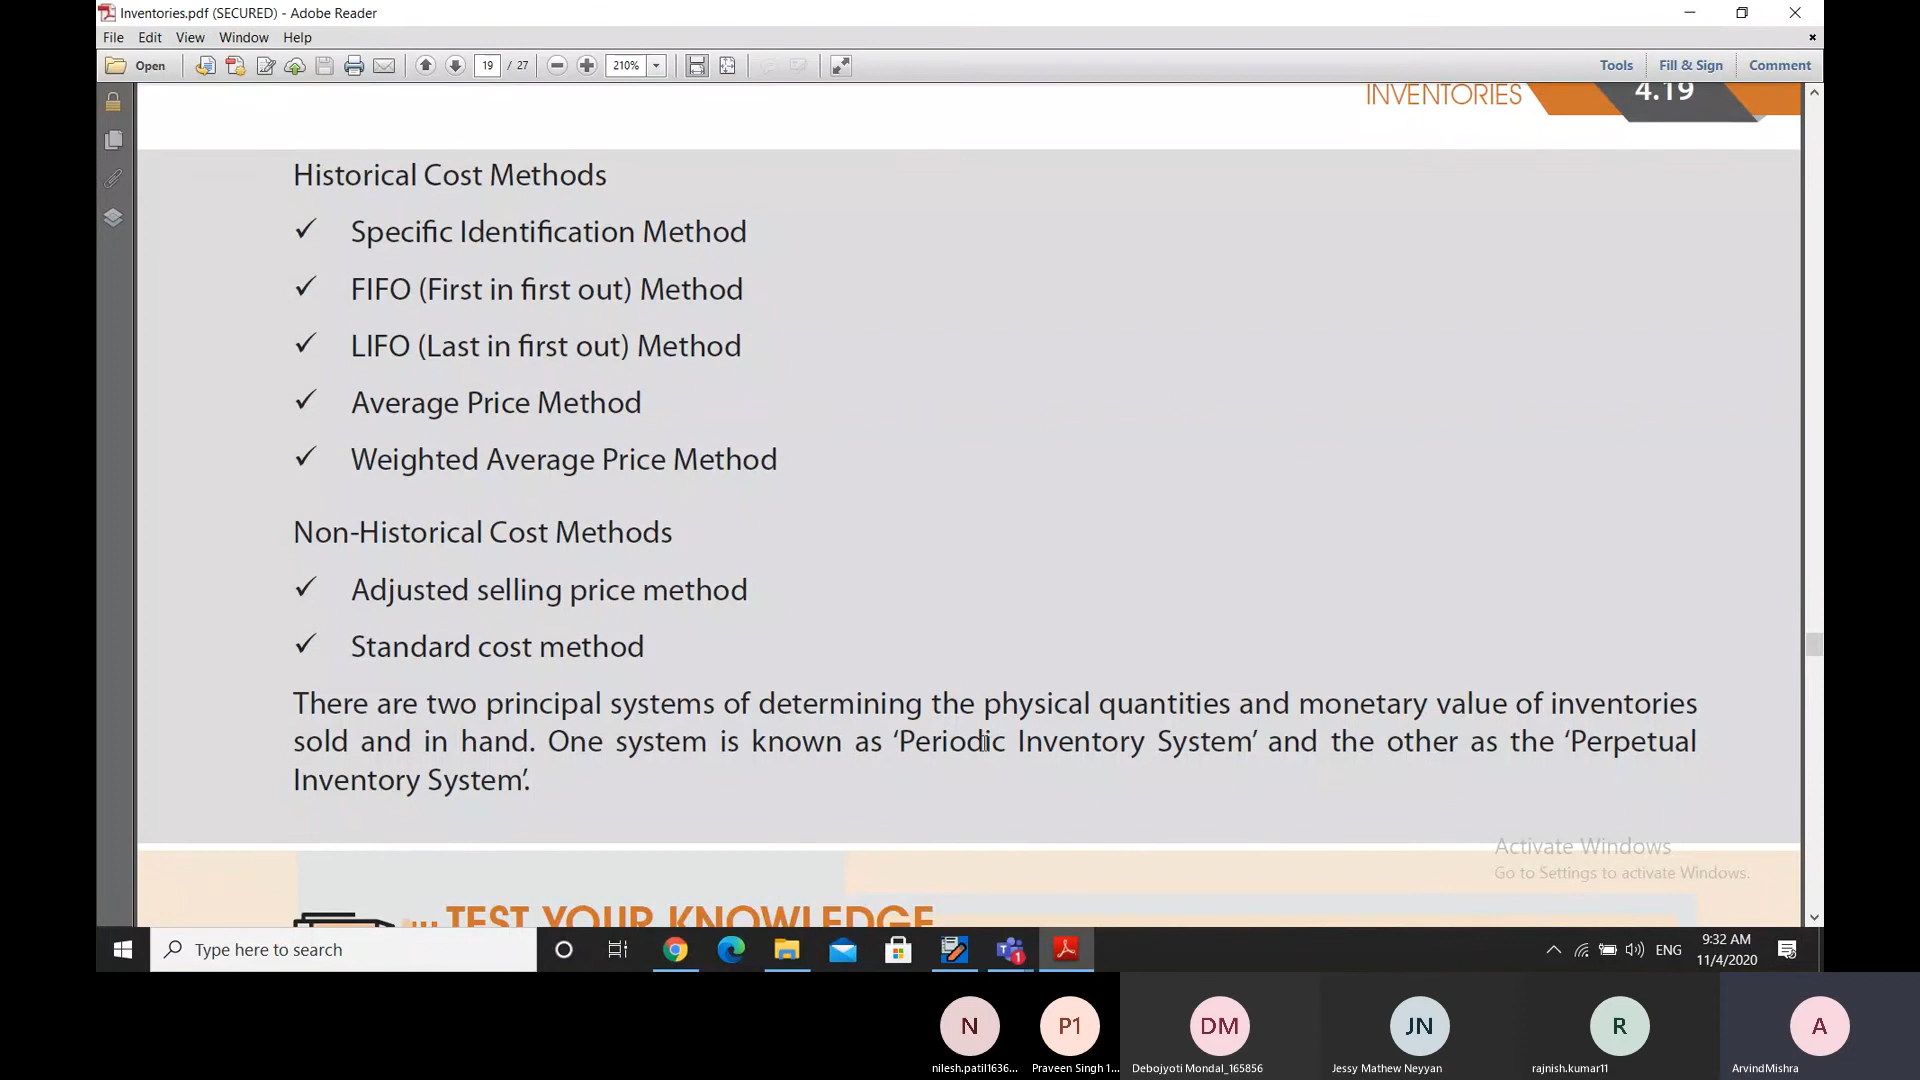 Inventories.pdf (SECURED) - Adobe Reader
File Edit View Window Help
Open 19 / 27 210% Tools Fill & Sign Comment
INVENTORIES 4.19
Historical Cost Methods
✓ Specific Identification Method
✓ FIFO (First in first out) Method
✓ LIFO (Last in first out) Method
✓ Average Price Method
✓ Weighted Average Price Method
Non-Historical Cost Methods
✓ Adjusted selling price method
✓ Standard cost method
There are two principal systems of determining the physical quantities and monetary value of inventories
sold and in hand. One system is known as ‘Periodic Inventory System’ and the other as the ‘Perpetual
Inventory System’.
Activate Windows
Go to Settings to activate Windows.
TEST YOUR KNOWLEDGE
Type here to search
1
ENG
9:32 AM
11/4/2020
N P1 DM JN R A
nilesh.patil1636... Praveen Singh 1... Debojyoti Mondal_165856 Jessy Mathew Neyyan rajnish.kumar11 ArvindMishra